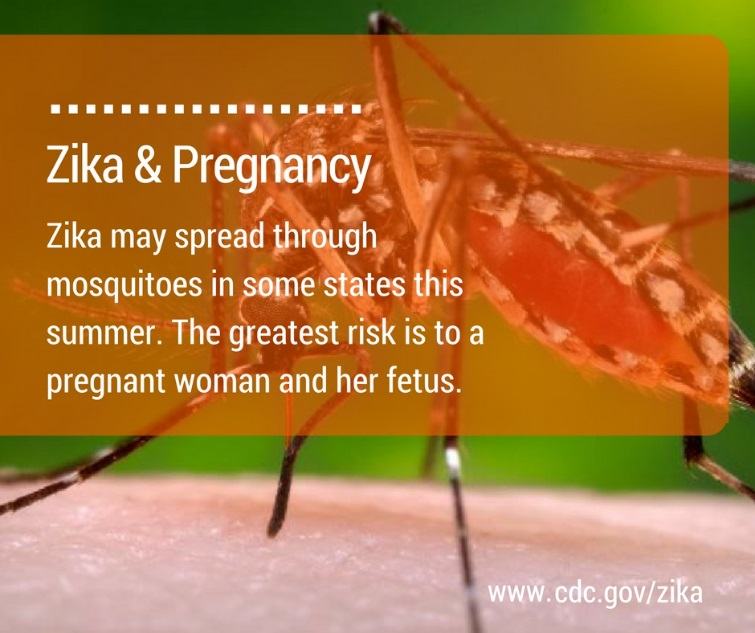 Zika & Pregnancy
Zika may spread through
mosquitoes in some states this
summer. The greatest risk is to a
pregnant woman and her fetus.
www.cdc.gov/zika